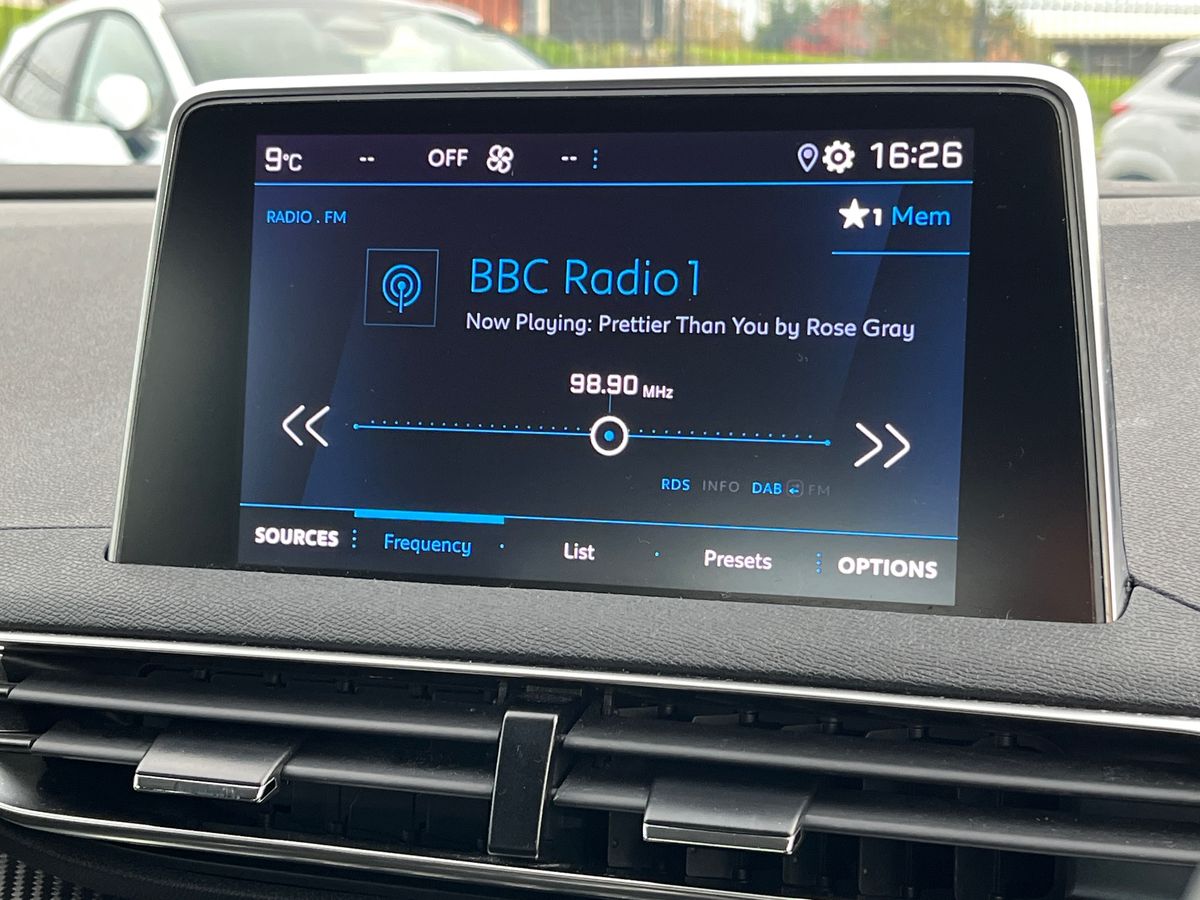 9°C -- OFF -- 16:26
RADIO . FM
1 Mem
BBC Radio 1
Now Playing: Prettier Than You by Rose Gray
98.90 MHz
RDS INFO DAB FM
SOURCES Frequency List Presets OPTIONS